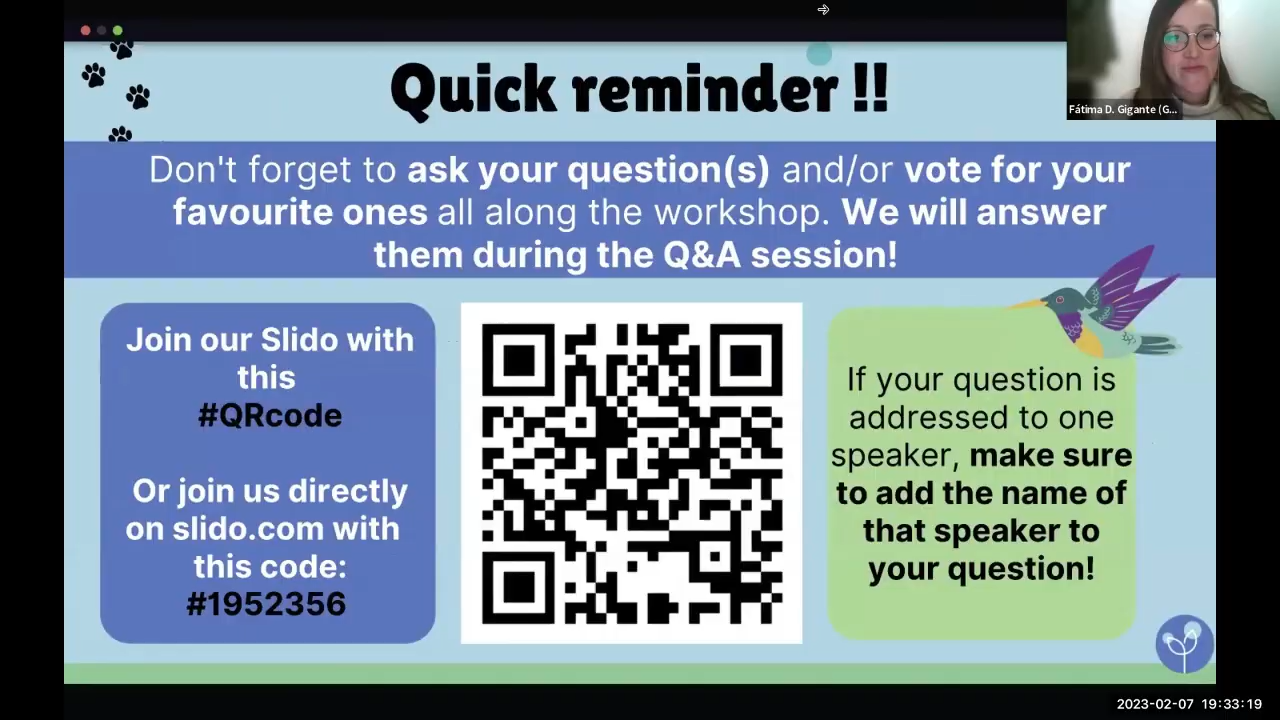 Quick reminder !!
Fátima D. Gigante (G...
Don't forget to ask your question(s) and/or vote for your
favourite ones all along the workshop. We will answer
them during the Q&A session!
Join our Slido with
this
#QRcode
Or join us directly
on slido.com with
this code:
#1952356
If your question is
addressed to one
speaker, make sure
to add the name of
that speaker to
your question!
2023-02-07 19:33:19